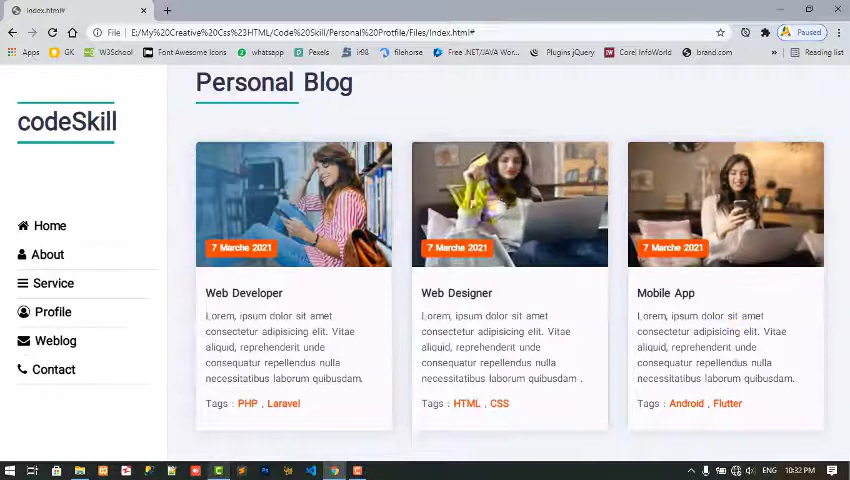 Index.html#
File | E:/My%20Creative%20Css%23HTML/Code%20Skill/Personal%20Protfile/Files/Index.html#
Paused
Apps GK W3School Font Awesome Icons whatsapp Pexels ir98 filehorse Free .NET/JAVA Wor... Plugins jQuery Corel InfoWorld brand.com Reading list
Personal Blog
codeSkill
Home
About
Service
Profile
Weblog
Contact
7 Marche 2021
Web Developer
Lorem, ipsum dolor sit amet
consectetur adipisicing elit. Vitae
aliquid, reprehenderit unde
consequatur repellendus nulla
necessitatibus laborum quibusdam.
Tags : PHP , Laravel
7 Marche 2021
Web Designer
Lorem, ipsum dolor sit amet
consectetur adipisicing elit. Vitae
aliquid, reprehenderit unde
consequatur repellendus nulla
necessitatibus laborum quibusdam .
Tags : HTML , CSS
7 Marche 2021
Mobile App
Lorem, ipsum dolor sit amet
consectetur adipisicing elit. Vitae
aliquid, reprehenderit unde
consequatur repellendus nulla
necessitatibus laborum quibusdam.
Tags : Android , Flutter
ENG 10:32 PM